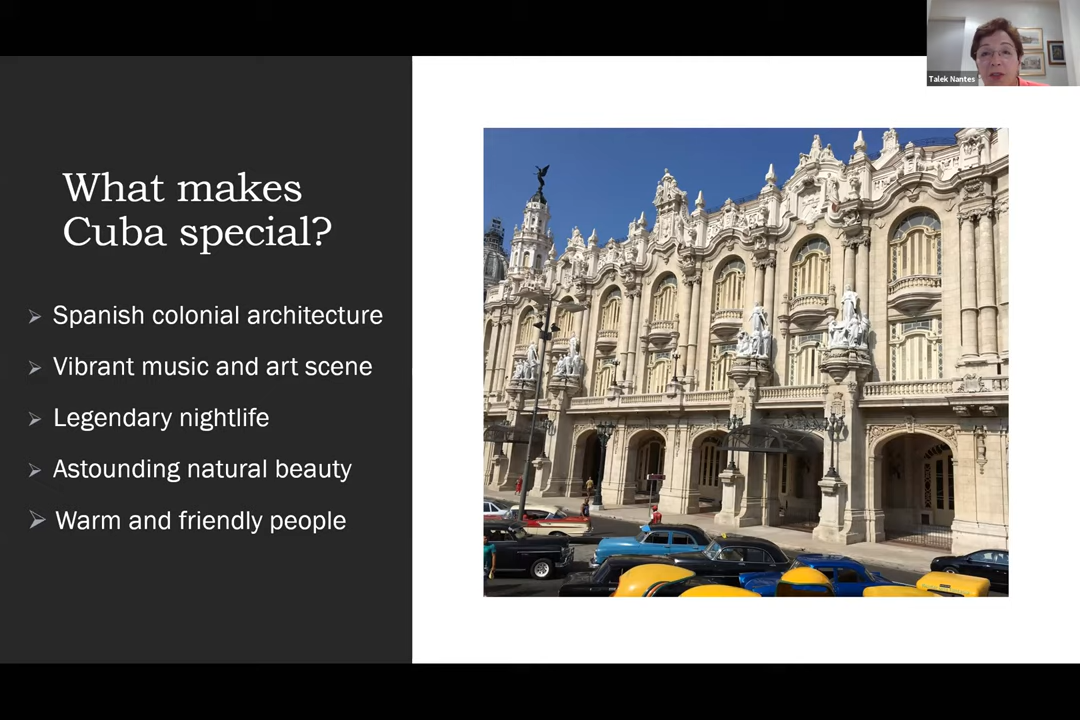 Talek Nantes
What makes
Cuba special?
Spanish colonial architecture
Vibrant music and art scene
Legendary nightlife
Astounding natural beauty
Warm and friendly people